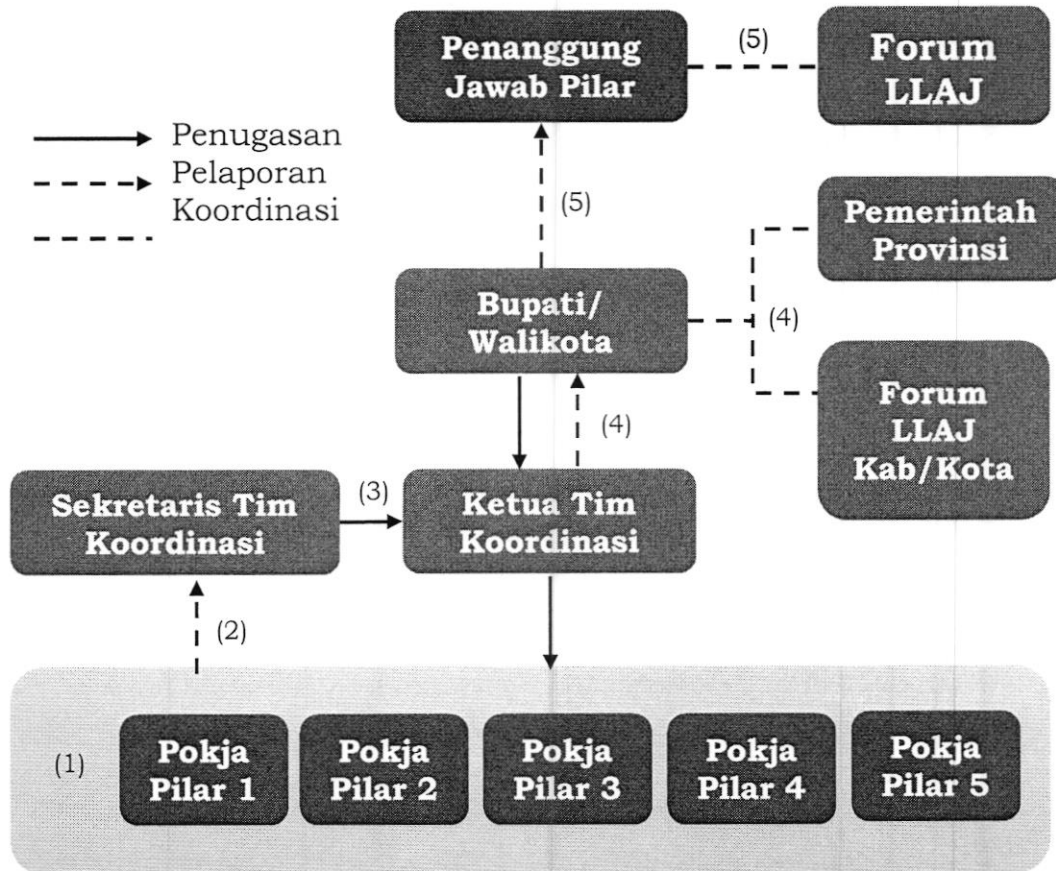 Penanggung
Jawab Pilar
(5)
Forum
LLAJ
Penugasan
Pelaporan
Koordinasi
(5)
Pemerintah
Provinsi
Bupati/
Walikota
(4)
Forum
LLAJ
Kab/Kota
(4)
Sekretaris Tim
Koordinasi
(3)
Ketua Tim
Koordinasi
(2)
(1)
Pokja
Pilar 1
Pokja
Pilar 2
Pokja
Pilar 3
Pokja
Pilar 4
Pokja
Pilar 5